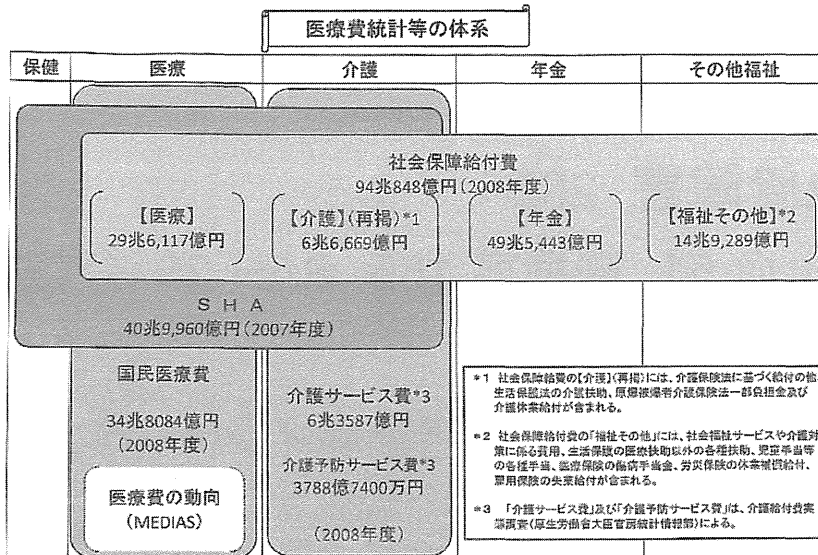 医療費統計等の体系
保健 医療 介護 年金 その他福祉
社会保障給付費
94兆848億円(2008年度)
【医療】 【介護】(再掲)*1 【年金】 【福祉その他】*2
29兆6,117億円 6兆6,669億円 49兆5,443億円 14兆9,289億円
SHA
40兆9,960億円(2007年度)
国民医療費
34兆8084億円
(2008年度)
医療費の動向
(MEDIAS)
介護サービス費*3
6兆3587億円
介護予防サービス費*3
3788億7400万円
(2008年度)
*1 社会保障給費の【介護】(再掲)には、介護保険法に基づく給付の他、
生活保護法の介護扶助、原爆被爆者介護保険法一部負担金及び
介護休業給付が含まれる。
*2 社会保障給付費の「福祉その他」には、社会福祉サービスや介護対
策に係る費用、生活保護の医療扶助以外の各種扶助、児童手当等
の各種手当、医療保険の傷病手当金、労災保険の休業補償給付、
雇用保険の失業給付が含まれる。
*3 「介護サービス費」及び「介護予防サービス費」は、介護給付費実
態調査(厚生労働省大臣官房統計情報部)による。